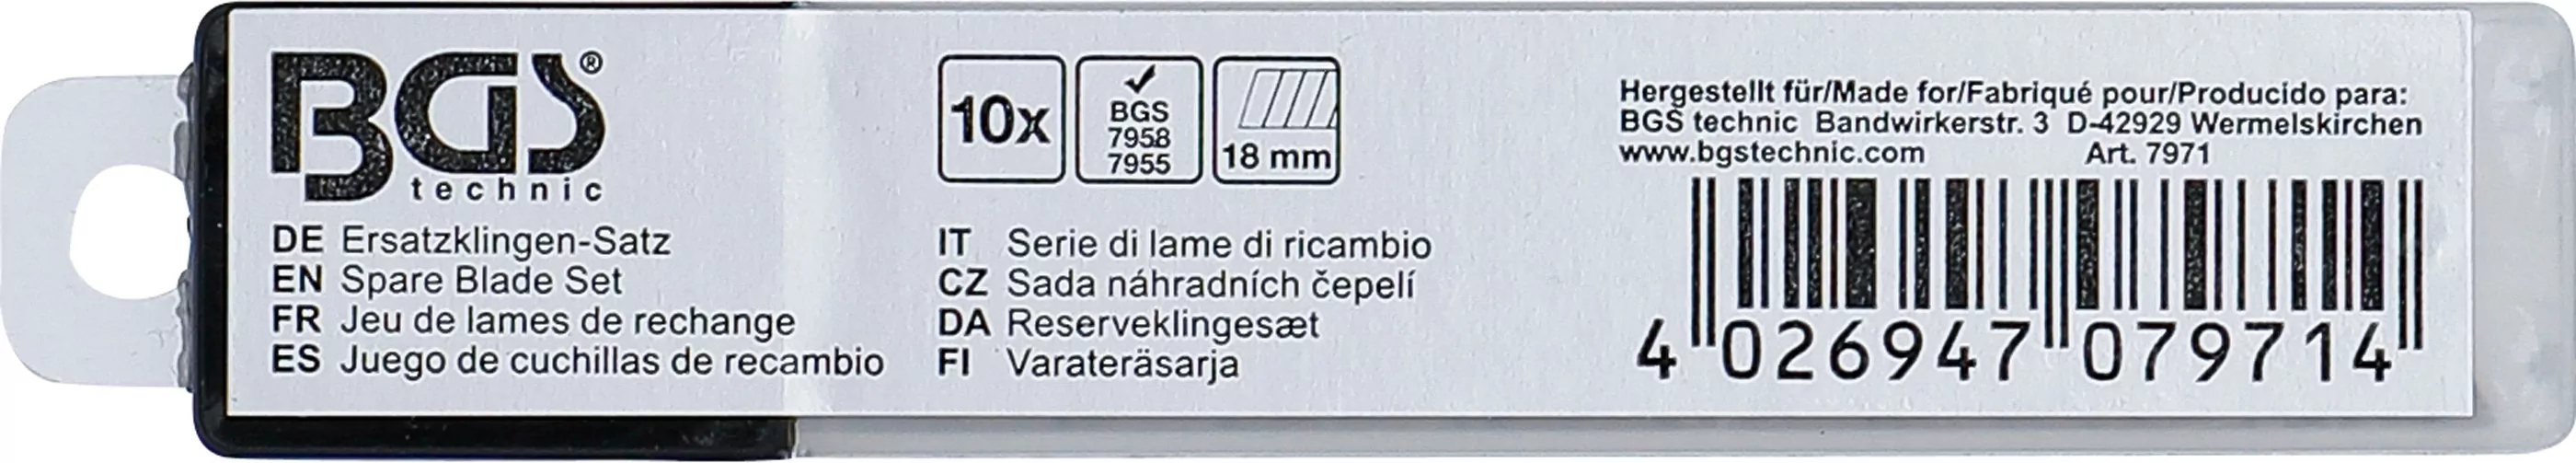 BGS®
technic
DE Ersatzklingen-Satz
EN Spare Blade Set
FR Jeu de lames de rechange
ES Juego de cuchillas de recambio
10x
BGS
7958
7955
18 mm
IT Serie di lame di ricambio
CZ Sada náhradních čepelí
DA Reserveklingesæt
FI Varateräsarja
Hergestellt für/Made for/Fabriqué pour/Producido para:
BGS technic Bandwirkerstr. 3 D-42929 Wermelskirchen
www.bgstechnic.com Art. 7971
4 026947 079714